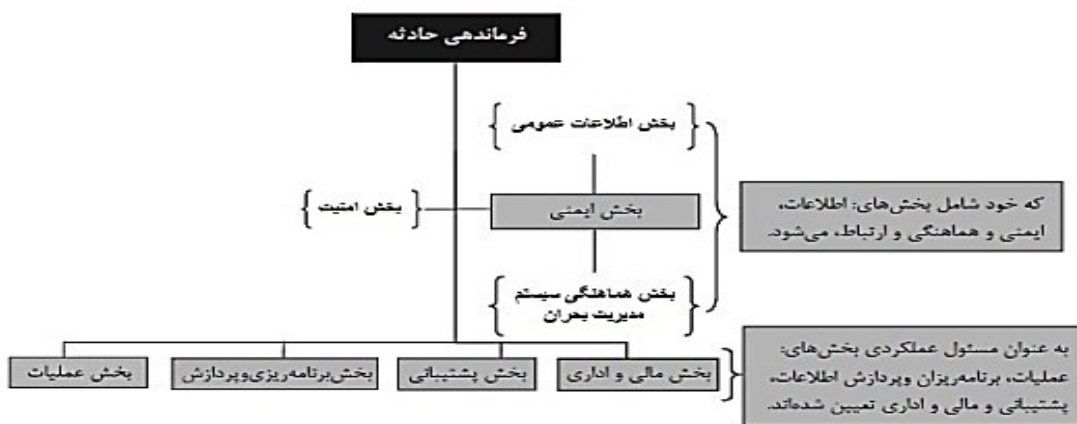 فرماندهی حادثه
بخش اطلاعات عمومی
بخش ایمنی
بخش امنیت
که خود شامل بخش‌های: اطلاعات،
ایمنی و هماهنگی و ارتباط، می‌شود.
بخش هماهنگی سیستم
مدیریت بحران
به عنوان مسئول عملکردی بخش‌های:
عملیات، برنامه‌ریزان وپردازش اطلاعات،
پشتیبانی و مالی و اداری تعیین شده‌اند.
بخش مالی و اداری
بخش پشتیبانی
بخش‌برنامه‌ریزی‌وپردازش
بخش عملیات